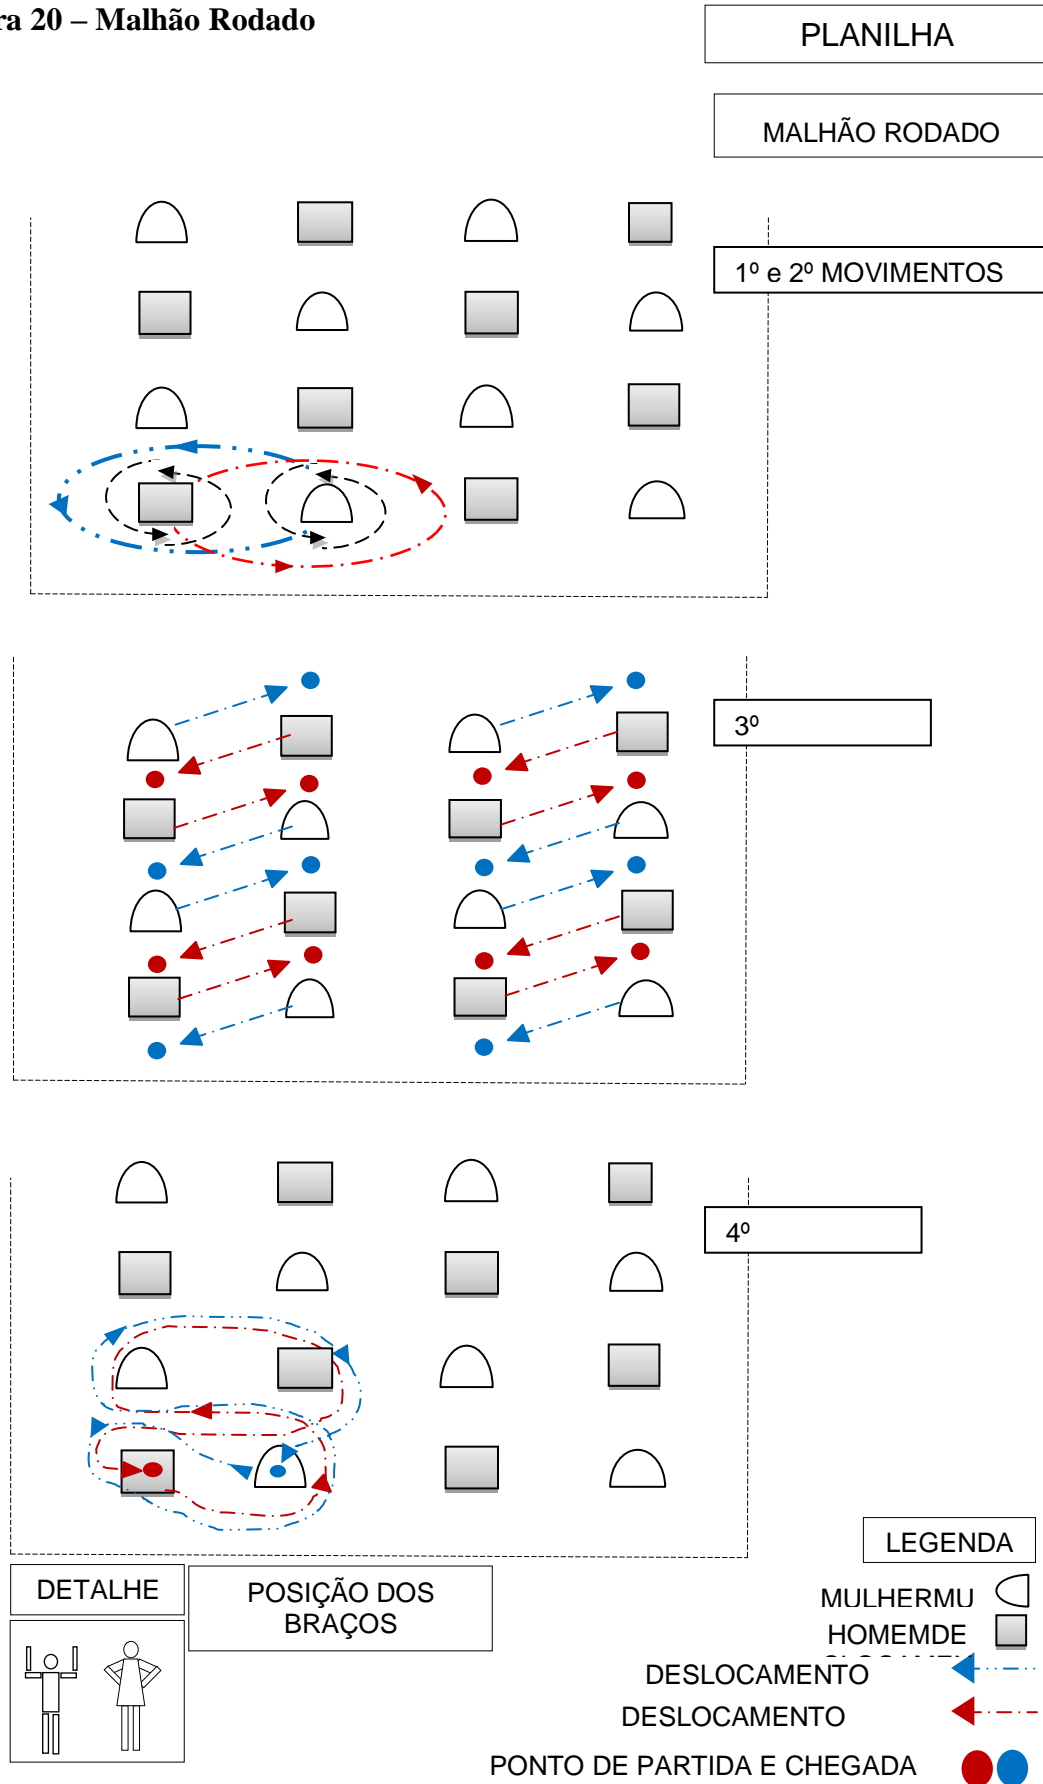 ra 20 – Malhão Rodado
PLANILHA
MALHÃO RODADO
1º e 2º MOVIMENTOS
3º
4º
LEGENDA
DETALHE
POSIÇÃO DOS
BRAÇOS
MULHERMU
HOMEMDE
DESLOCAMENTO
DESLOCAMENTO
PONTO DE PARTIDA E CHEGADA